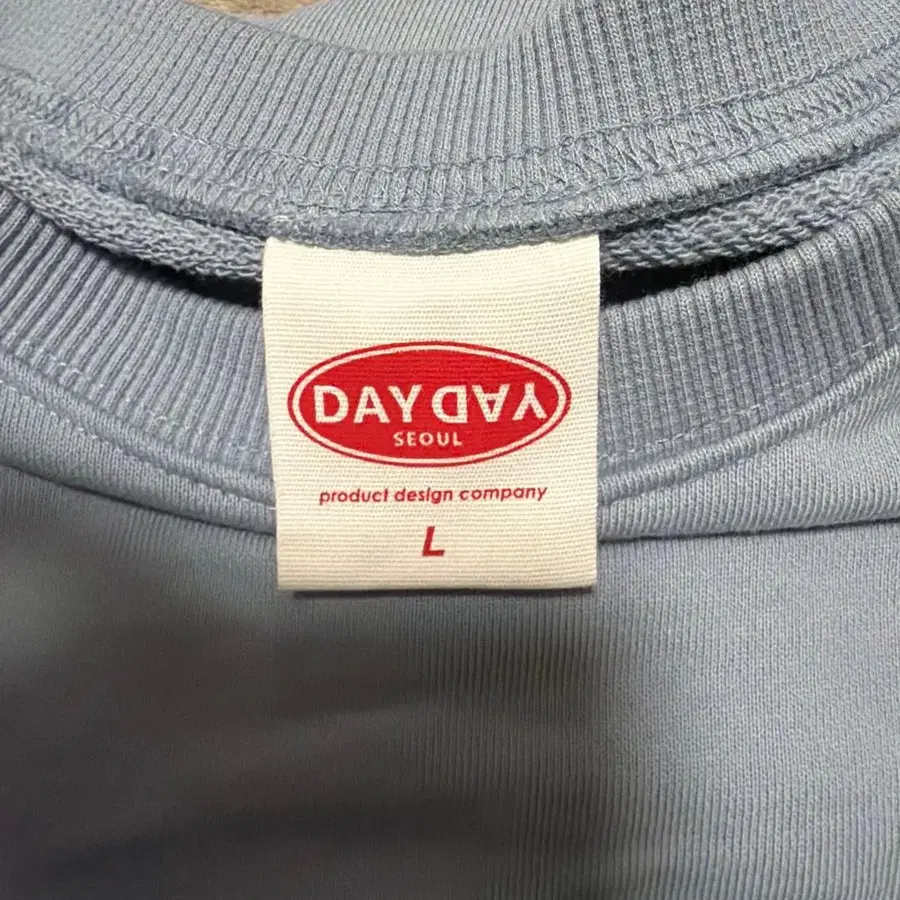 DAY DAY
SEOUL
product design company
L